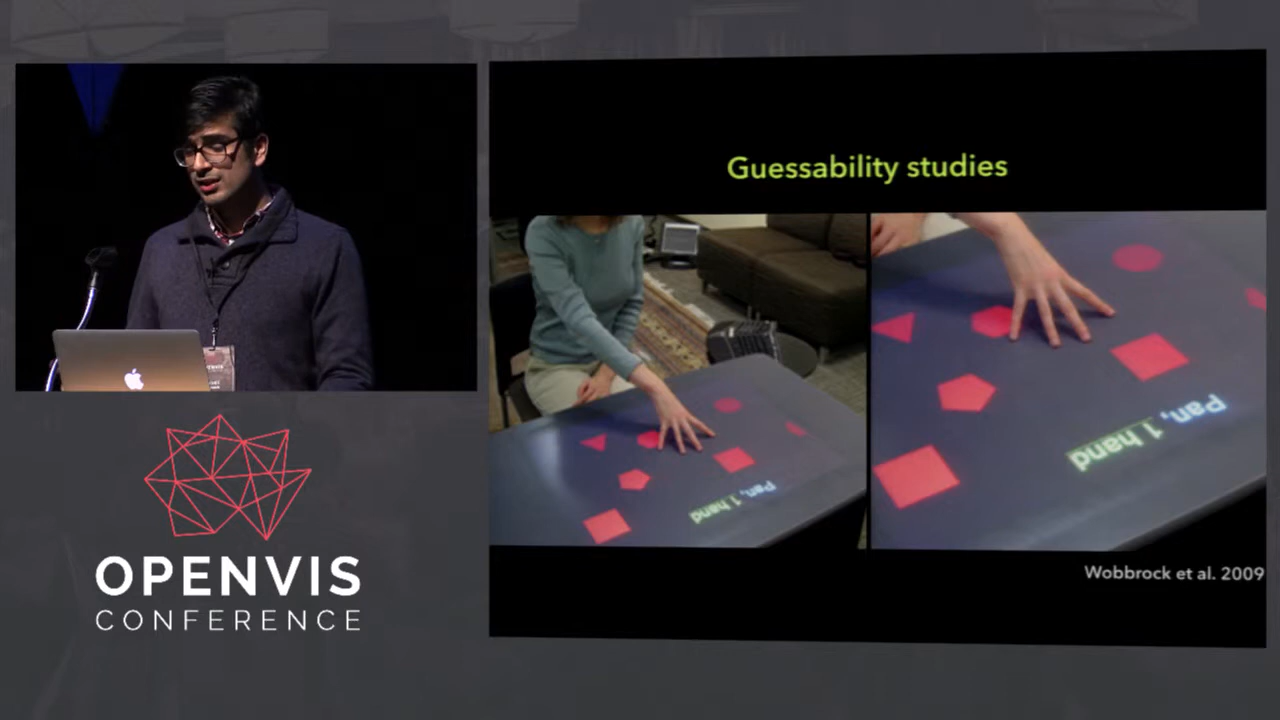 Guessability studies
Pan, 1 hand
Pan, 1 hand
Wobbrock et al. 2009
OPENVIS
CONFERENCE